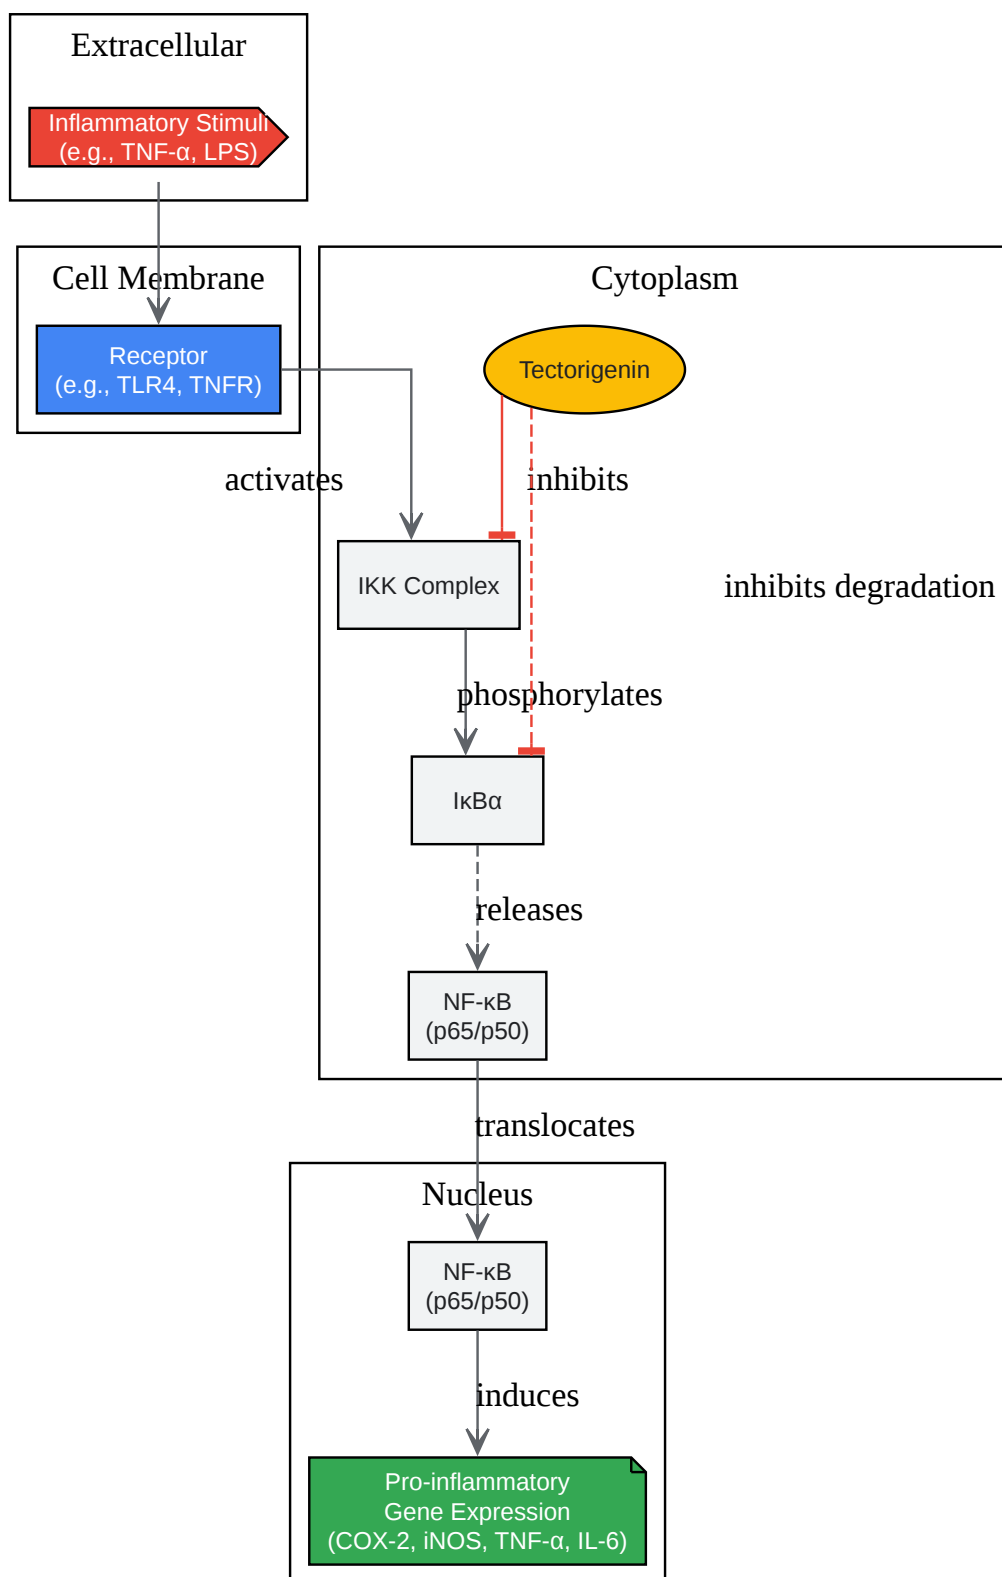 Extracellular
Inflammatory Stimuli
(e.g., TNF-α, LPS)
Cell Membrane
Receptor
(e.g., TLR4, TNFR)
Cytoplasm
Tectorigenin
activates
inhibits
IKK Complex
inhibits degradation
phosphorylates
IκBα
releases
NF-κB
(p65/p50)
translocates
Nucleus
NF-κB
(p65/p50)
induces
Pro-inflammatory
Gene Expression
(COX-2, iNOS, TNF-α, IL-6)